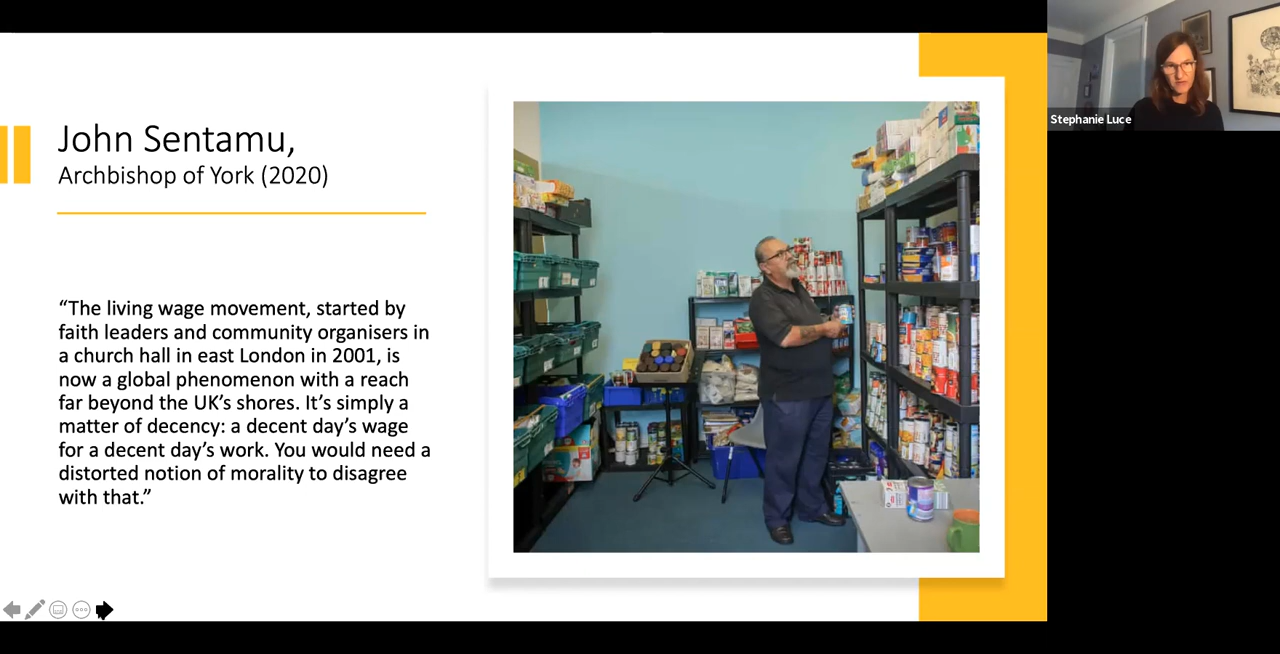 John Sentamu,
Archbishop of York (2020)
“The living wage movement, started by
faith leaders and community organisers in
a church hall in east London in 2001, is
now a global phenomenon with a reach
far beyond the UK’s shores. It’s simply a
matter of decency: a decent day’s wage
for a decent day’s work. You would need a
distorted notion of morality to disagree
with that.”
Stephanie Luce